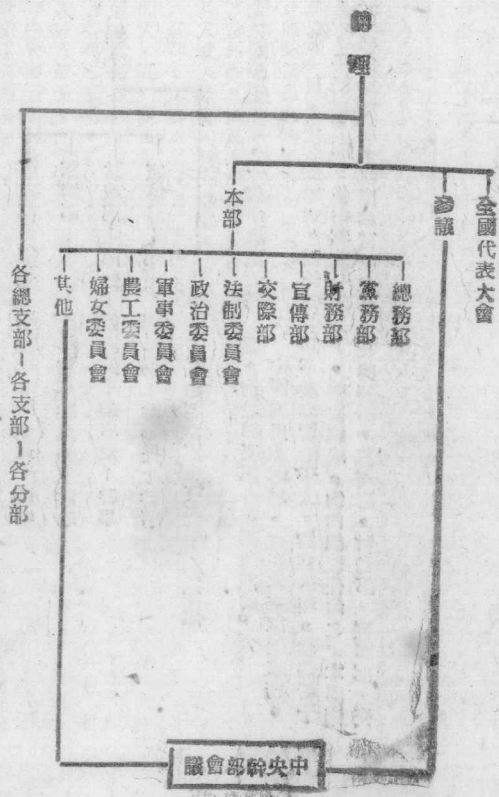 總理
全國代表大會
參議
本部
總務部
黨務部
財務部
宣傳部
交際部
法制委員會
政治委員會
軍事委員會
農工委員會
婦女委員會
其他
各總支部—各支部—各分部
中央幹部會議